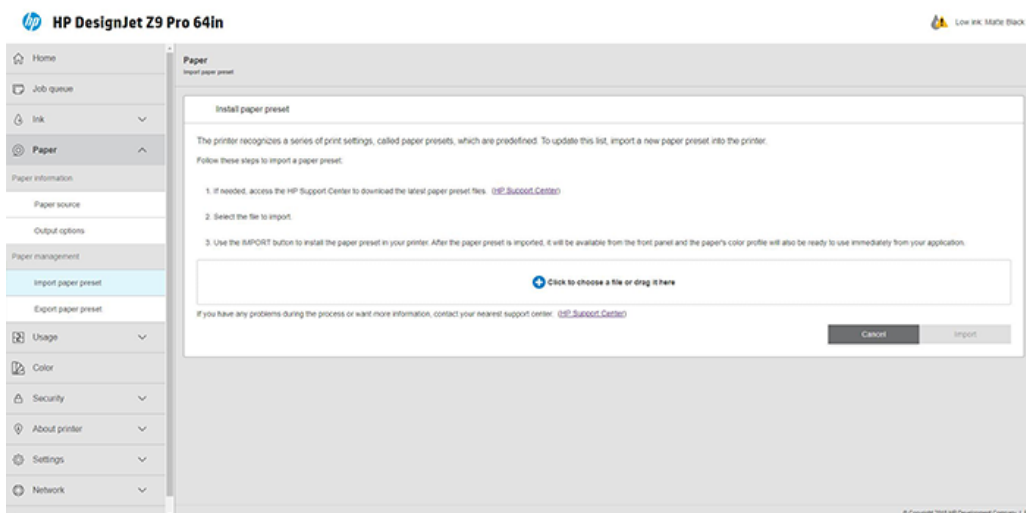 hp HP DesignJet Z9 Pro 64in
Low ink: Matte Black
Home
Job queue
Ink
Paper
Paper information
Paper source
Output options
Paper management
Import paper preset
Export paper preset
Usage
Color
Security
About printer
Settings
Network
Paper
Import paper preset
Install paper preset
The printer recognizes a series of print settings, called paper presets, which are predefined. To update this list, import a new paper preset into the printer.
Follow these steps to import a paper preset:
1. If needed, access the HP Support Center to download the latest paper preset files. (HP Support Center)
2. Select the file to import.
3. Use the IMPORT button to install the paper preset in your printer. After the paper preset is imported, it will be available from the front panel and the paper's color profile will also be ready to use immediately from your application.
Click to choose a file or drag it here
If you have any problems during the process or want more information, contact your nearest support center. (HP Support Center)
Cancel
Import
HP Development Company